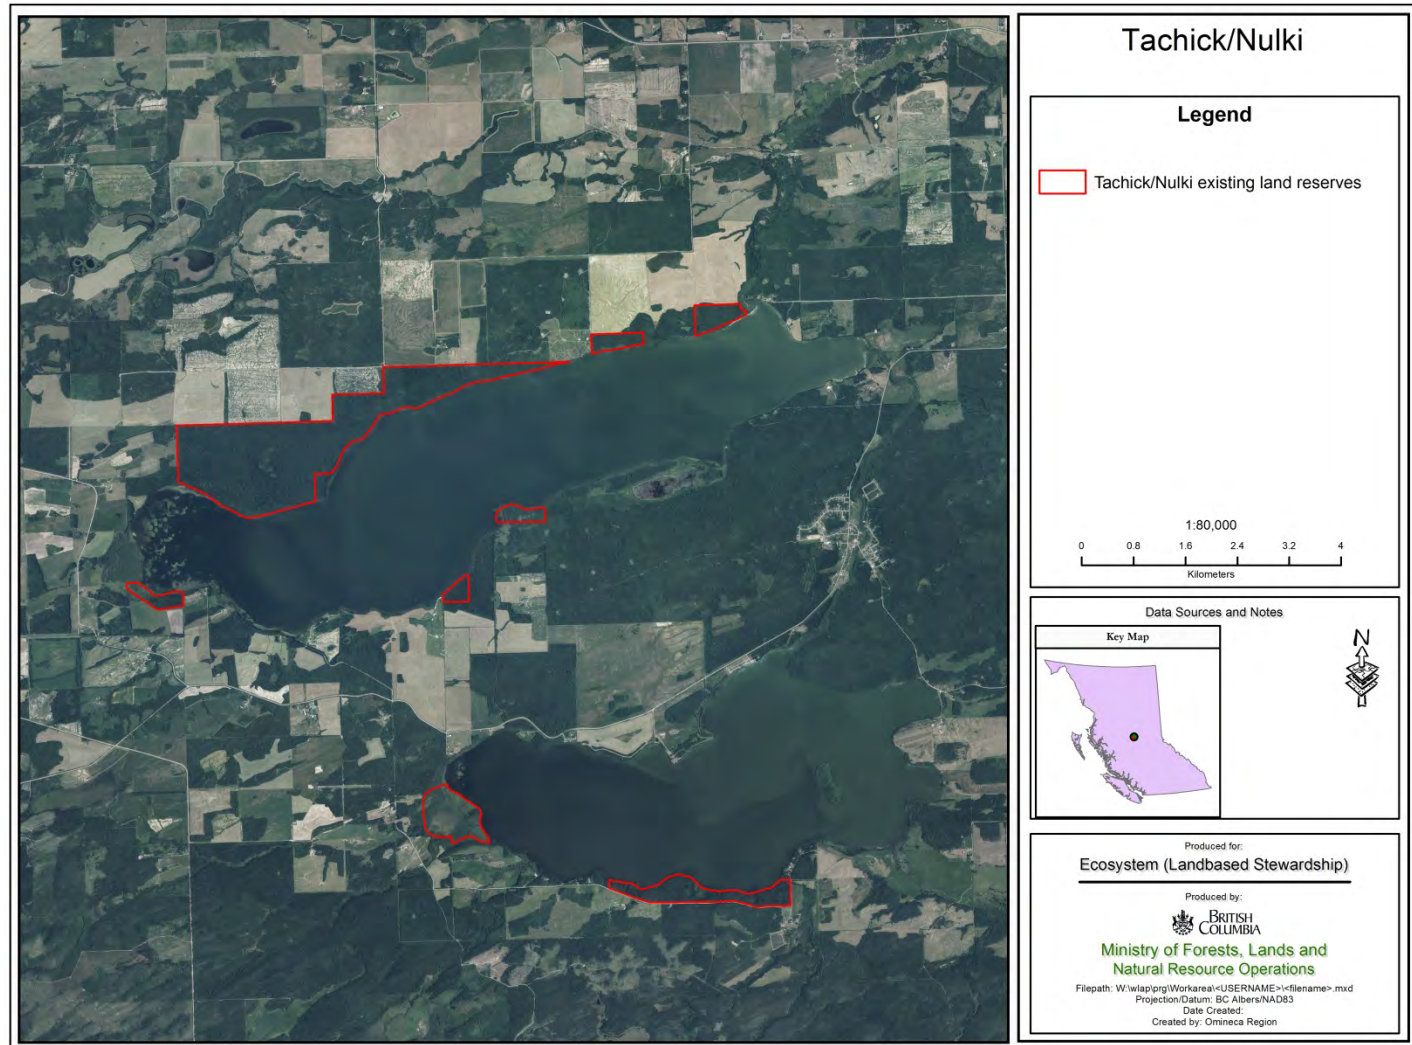 Tachick/Nulki
Legend
Tachick/Nulki existing land reserves
1:80,000
0 0.8 1.6 2.4 3.2 4
Kilometers
Data Sources and Notes
Key Map
N
Produced for:
Ecosystem (Landbased Stewardship)
Produced by:
BRITISH
COLUMBIA
Ministry of Forests, Lands and
Natural Resource Operations
Filepath: W:\wlap\prg\Workarea\<USERNAME>\<filename>.mxd
Projection/Datum: BC Albers/NAD83
Date Created:
Created by: Omineca Region